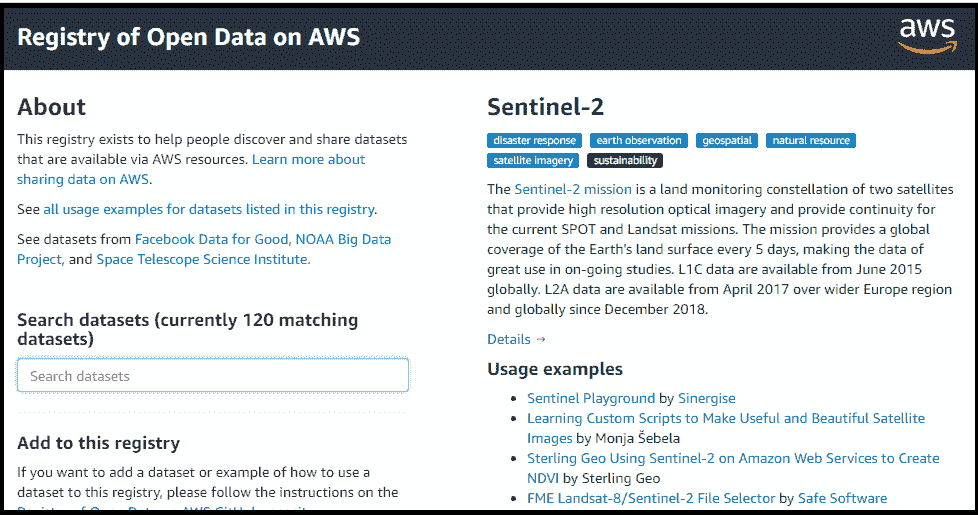 Registry of Open Data on AWS
aws
About
This registry exists to help people discover and share datasets
that are available via AWS resources. Learn more about
sharing data on AWS.
See all usage examples for datasets listed in this registry.
See datasets from Facebook Data for Good, NOAA Big Data
Project, and Space Telescope Science Institute.
Search datasets (currently 120 matching
datasets)
Search datasets
Add to this registry
If you want to add a dataset or example of how to use a
dataset to this registry, please follow the instructions on the
Registry of Open Data on AWS GitHub repository
Sentinel-2
disaster response
earth observation
geospatial
natural resource
satellite imagery
sustainability
The Sentinel-2 mission is a land monitoring constellation of two satellites
that provide high resolution optical imagery and provide continuity for
the current SPOT and Landsat missions. The mission provides a global
coverage of the Earth's land surface every 5 days, making the data of
great use in on-going studies. L1C data are available from June 2015
globally. L2A data are available from April 2017 over wider Europe region
and globally since December 2018.
Details →
Usage examples
• Sentinel Playground by Sinergise
• Learning Custom Scripts to Make Useful and Beautiful Satellite
Images by Monja Šebela
• Sterling Geo Using Sentinel-2 on Amazon Web Services to Create
NDVI by Sterling Geo
• FME Landsat-8/Sentinel-2 File Selector by Safe Software